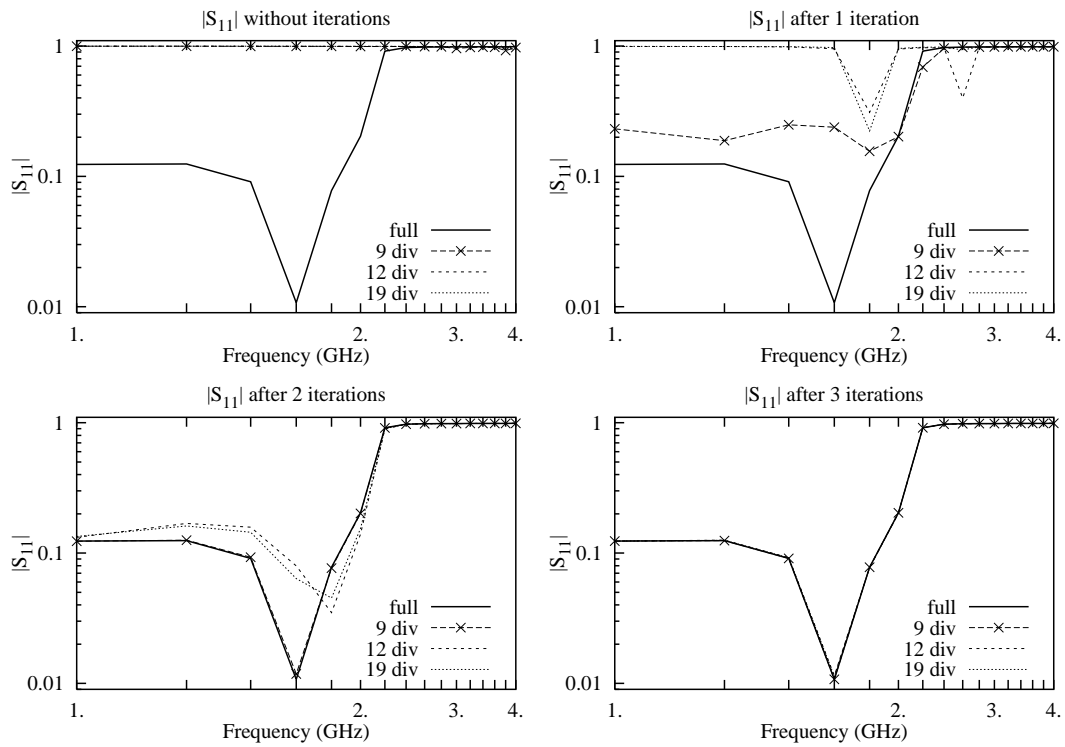 |S11| without iterations
1
0.1
0.01
|S11|
full
9 div
12 div
19 div
1.
2.
3.
4.
Frequency (GHz)
|S11| after 1 iteration
1
0.1
0.01
|S11|
full
9 div
12 div
19 div
1.
2.
3.
4.
Frequency (GHz)
|S11| after 2 iterations
1
0.1
0.01
|S11|
full
9 div
12 div
19 div
1.
2.
3.
4.
Frequency (GHz)
|S11| after 3 iterations
1
0.1
0.01
|S11|
full
9 div
12 div
19 div
1.
2.
3.
4.
Frequency (GHz)